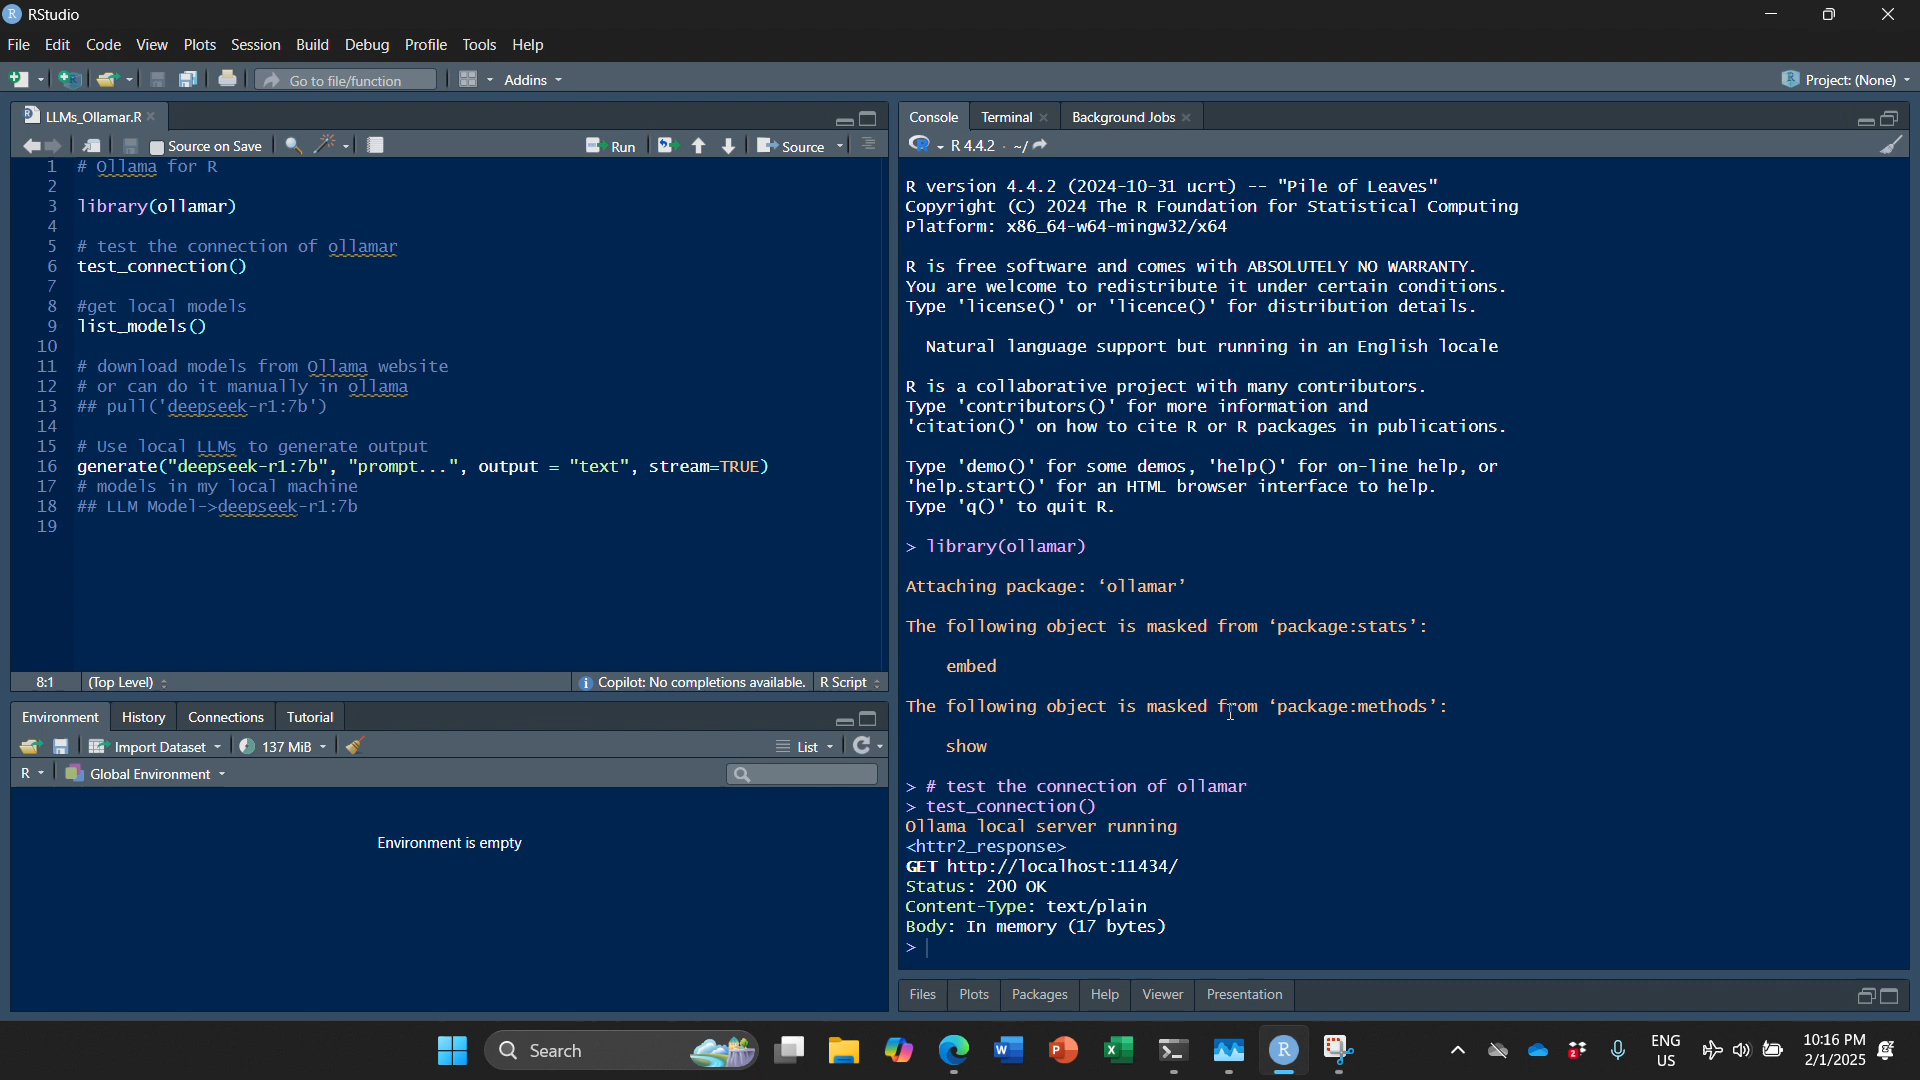 RStudio
File Edit Code View Plots Session Build Debug Profile Tools Help
Go to file/function Addins Project: (None)
LLMs_Ollamar.R
Source on Save Run Source
1 # Ollama for R
2
3 library(ollamar)
4
5 # test the connection of ollamar
6 test_connection()
7
8 #get local models
9 list_models()
10
11 # download models from Ollama website
12 # or can do it manually in ollama
13 ## pull('deepseek-r1:7b')
14
15 # Use local LLMs to generate output
16 generate("deepseek-r1:7b", "prompt...", output = "text", stream=TRUE)
17 # models in my local machine
18 ## LLM Model->deepseek-r1:7b
19
8:1 (Top Level) Copilot: No completions available. R Script
Environment History Connections Tutorial
Import Dataset 137 MiB List
R Global Environment
Environment is empty
Console Terminal Background Jobs
R 4.4.2 · ~/
R version 4.4.2 (2024-10-31 ucrt) -- "Pile of Leaves"
Copyright (C) 2024 The R Foundation for Statistical Computing
Platform: x86_64-w64-mingw32/x64
R is free software and comes with ABSOLUTELY NO WARRANTY.
You are welcome to redistribute it under certain conditions.
Type 'license()' or 'licence()' for distribution details.
Natural language support but running in an English locale
R is a collaborative project with many contributors.
Type 'contributors()' for more information and
'citation()' on how to cite R or R packages in publications.
Type 'demo()' for some demos, 'help()' for on-line help, or
'help.start()' for an HTML browser interface to help.
Type 'q()' to quit R.
> library(ollamar)
Attaching package: ‘ollamar’
The following object is masked from ‘package:stats’:
embed
The following object is masked from ‘package:methods’:
show
> # test the connection of ollamar
> test_connection()
Ollama local server running
<httr2_response>
GET http://localhost:11434/
Status: 200 OK
Content-Type: text/plain
Body: In memory (17 bytes)
>
Files Plots Packages Help Viewer Presentation
Search
ENG
US
10:16 PM
2/1/2025